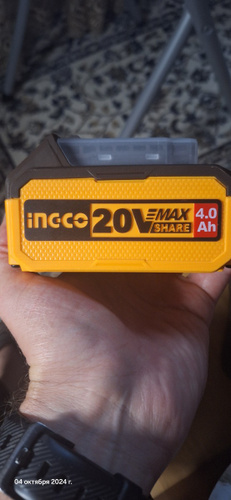 INGCO 20V MAX 4.0
SHARE Ah
04 октября 2024 г.